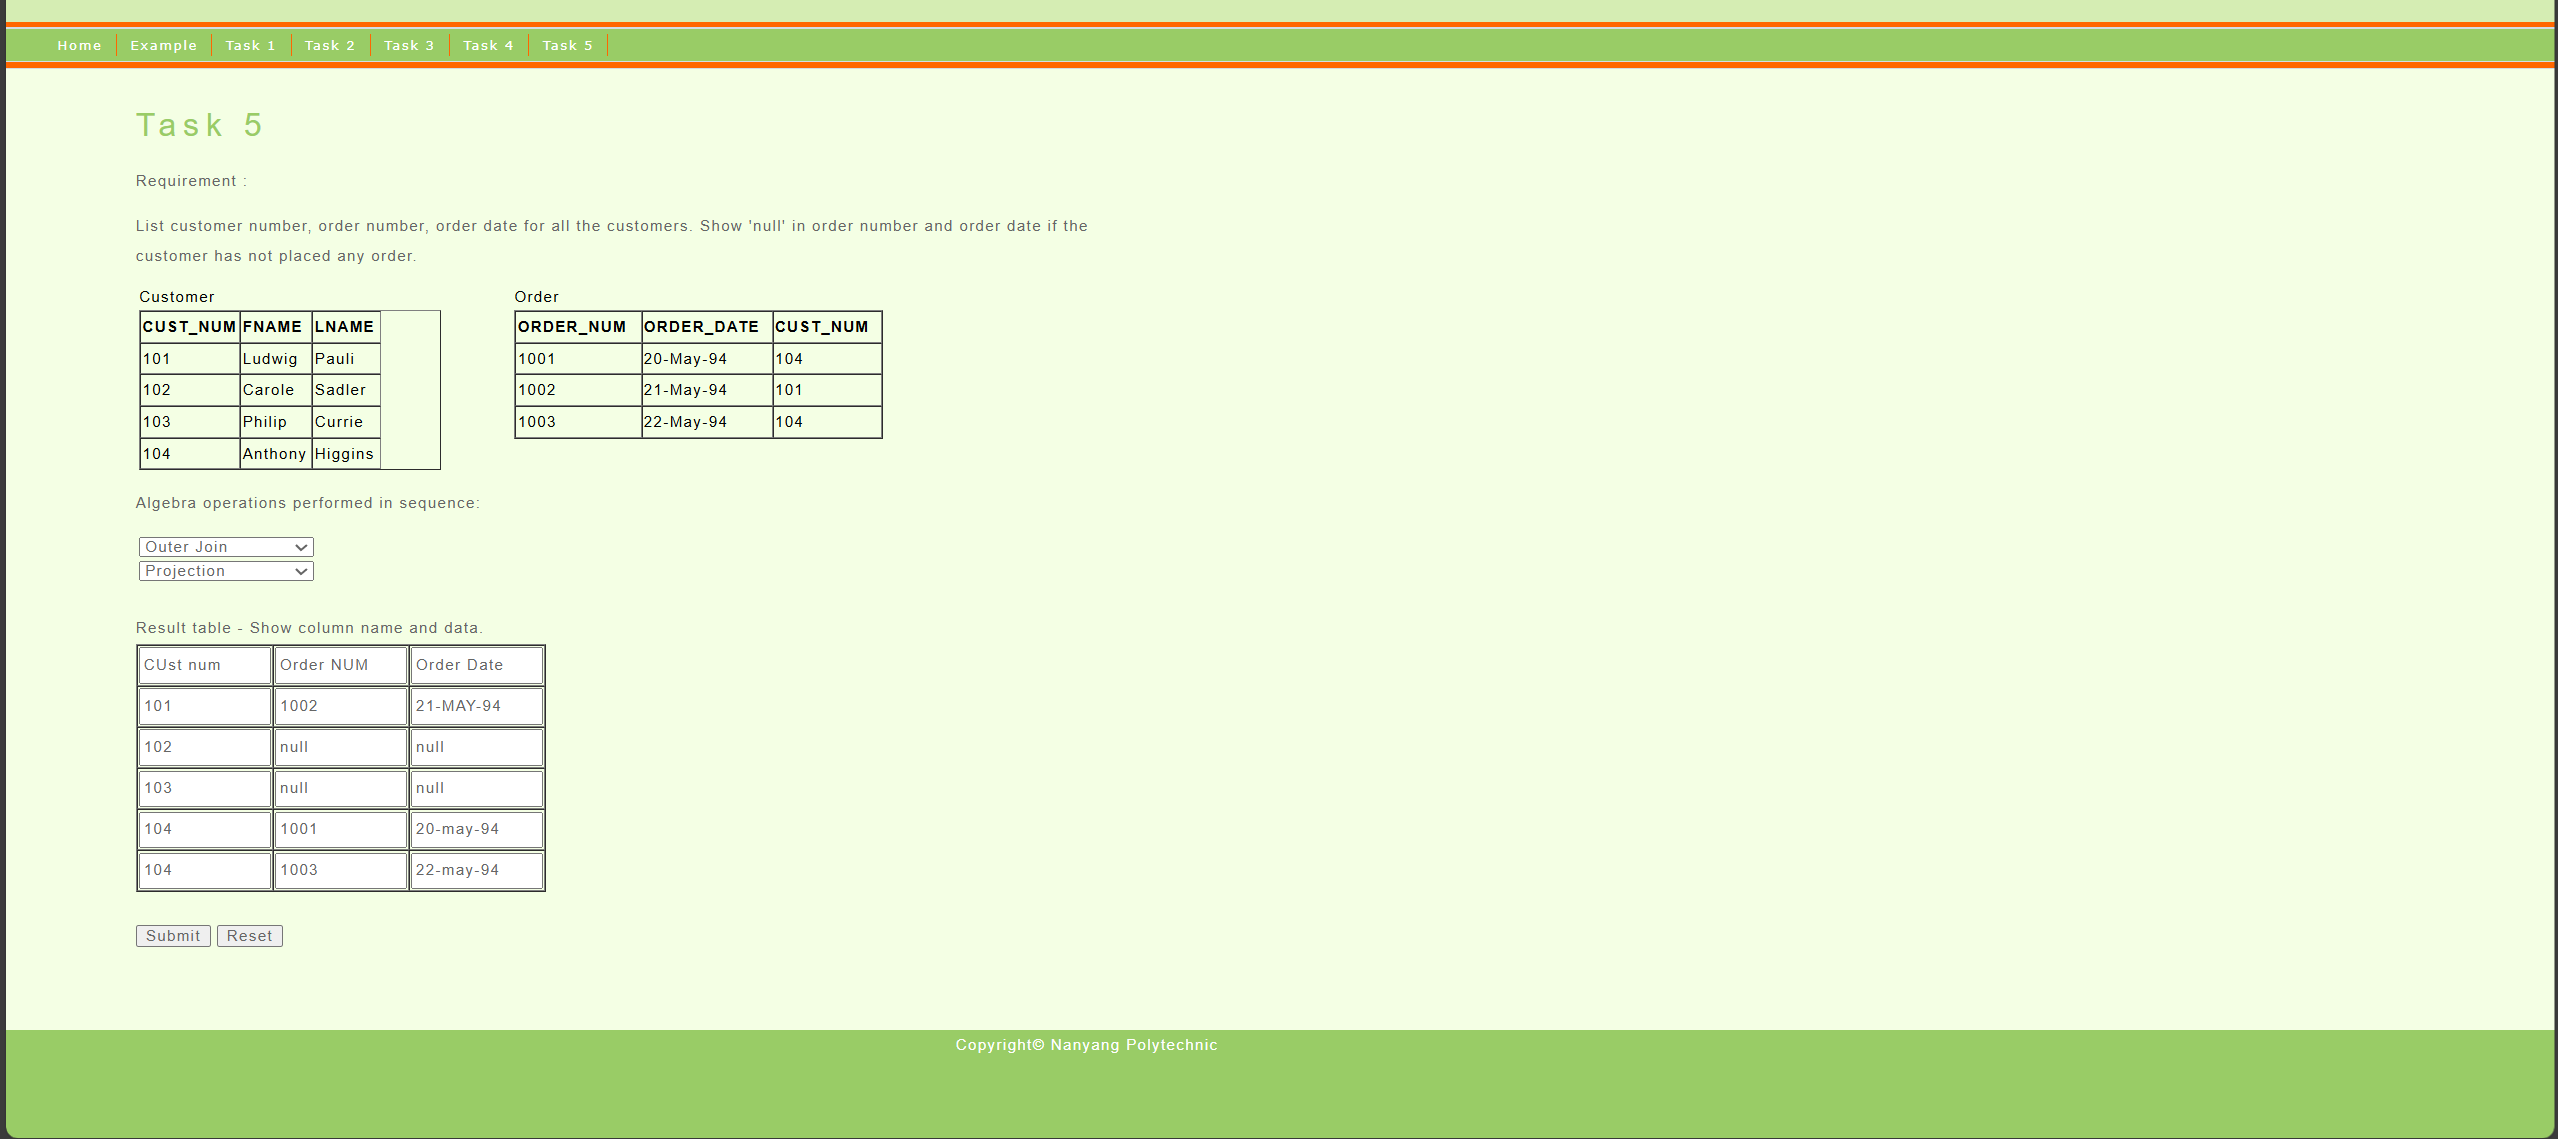 Home Example Task 1 Task 2 Task 3 Task 4 Task 5
Task 5
Requirement :
List customer number, order number, order date for all the customers. Show 'null' in order number and order date if the
customer has not placed any order.
Customer
CUST_NUM FNAME LNAME
101 Ludwig Pauli
102 Carole Sadler
103 Philip Currie
104 Anthony Higgins
Order
ORDER_NUM ORDER_DATE CUST_NUM
1001 20-May-94 104
1002 21-May-94 101
1003 22-May-94 104
Algebra operations performed in sequence:
Outer Join
Projection
Result table - Show column name and data.
CUst num Order NUM Order Date
101 1002 21-MAY-94
102 null null
103 null null
104 1001 20-may-94
104 1003 22-may-94
Submit Reset
Copyright© Nanyang Polytechnic